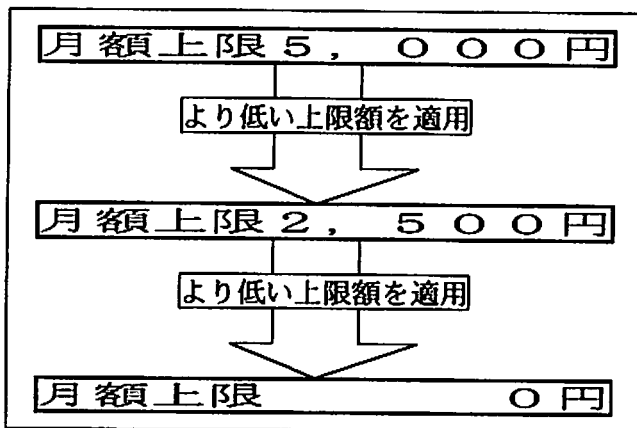 月額上限５，０００円
より低い上限額を適用
月額上限２，５００円
より低い上限額を適用
月額上限　　　　０円